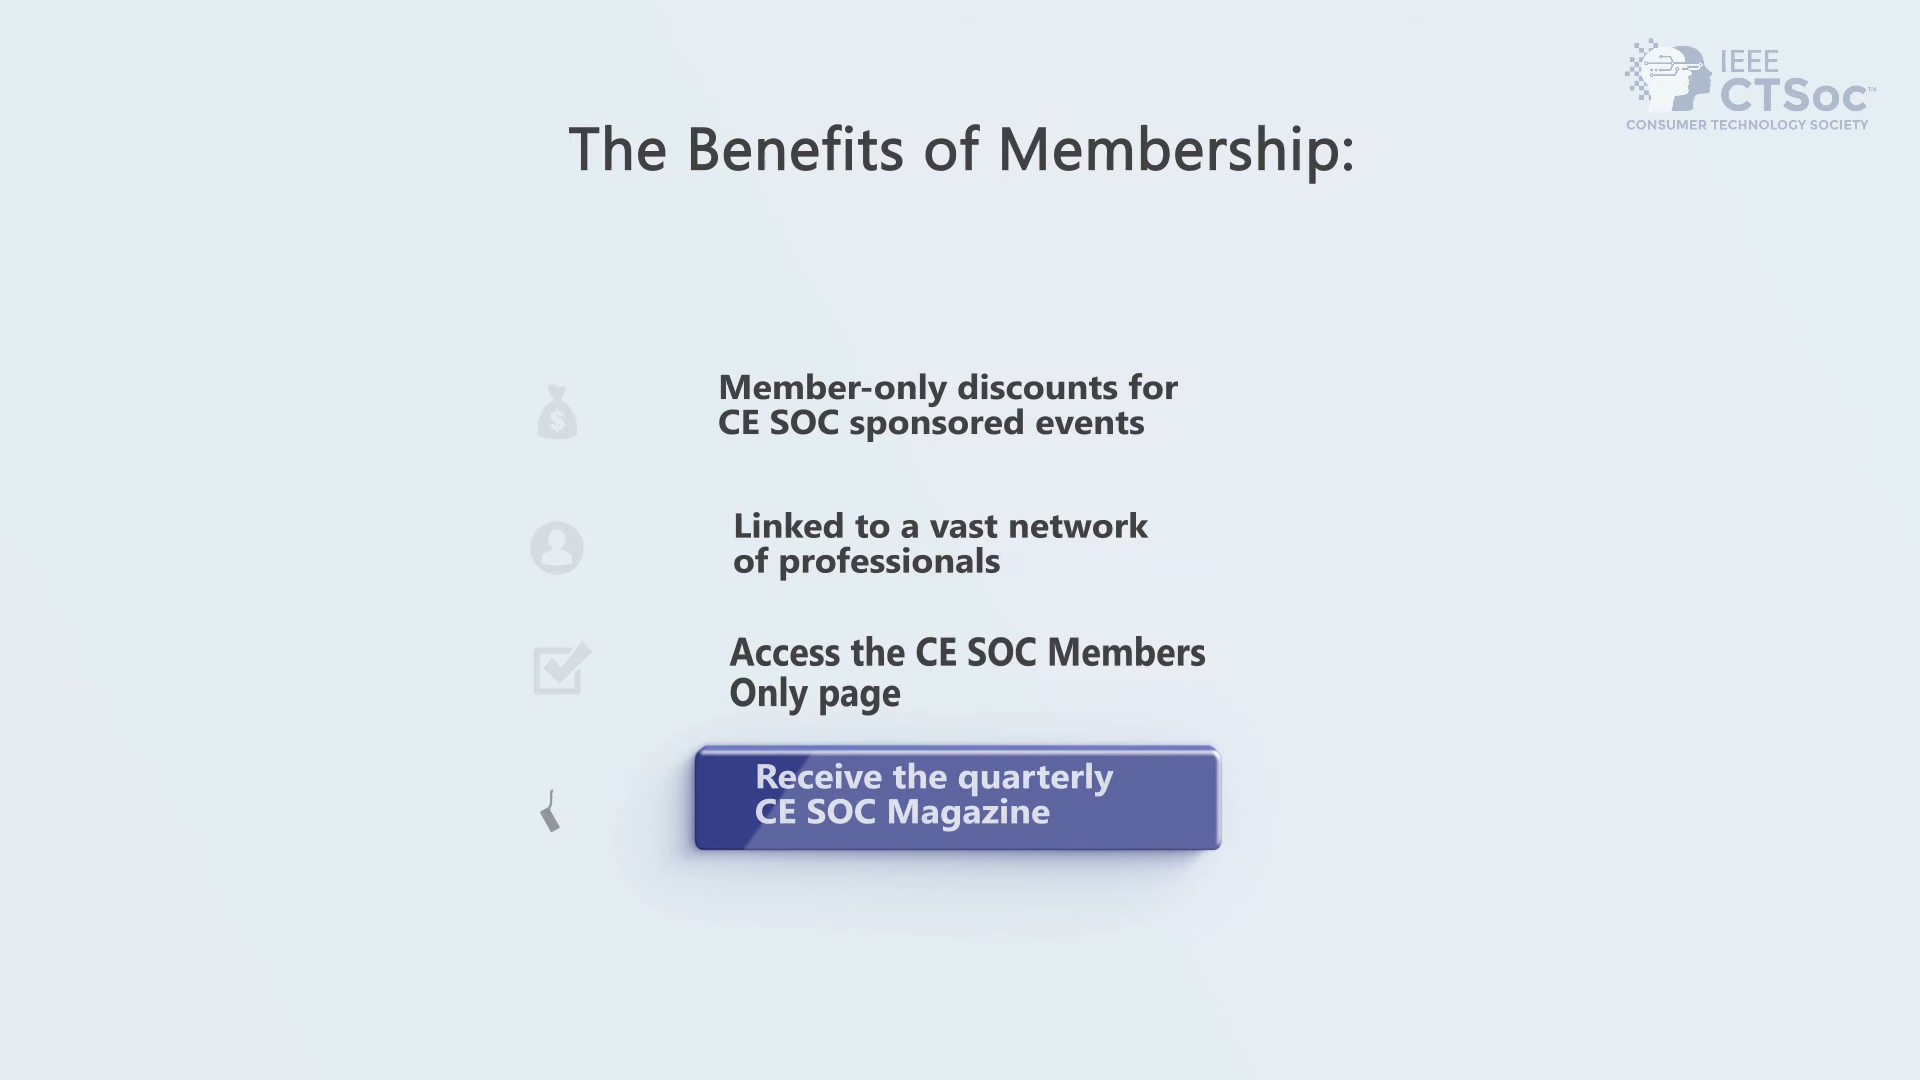 IEEE
CTSoc™
CONSUMER TECHNOLOGY SOCIETY
The Benefits of Membership:
$
Member-only discounts for
CE SOC sponsored events
Linked to a vast network
of professionals
Access the CE SOC Members
Only page
Receive the quarterly
CE SOC Magazine